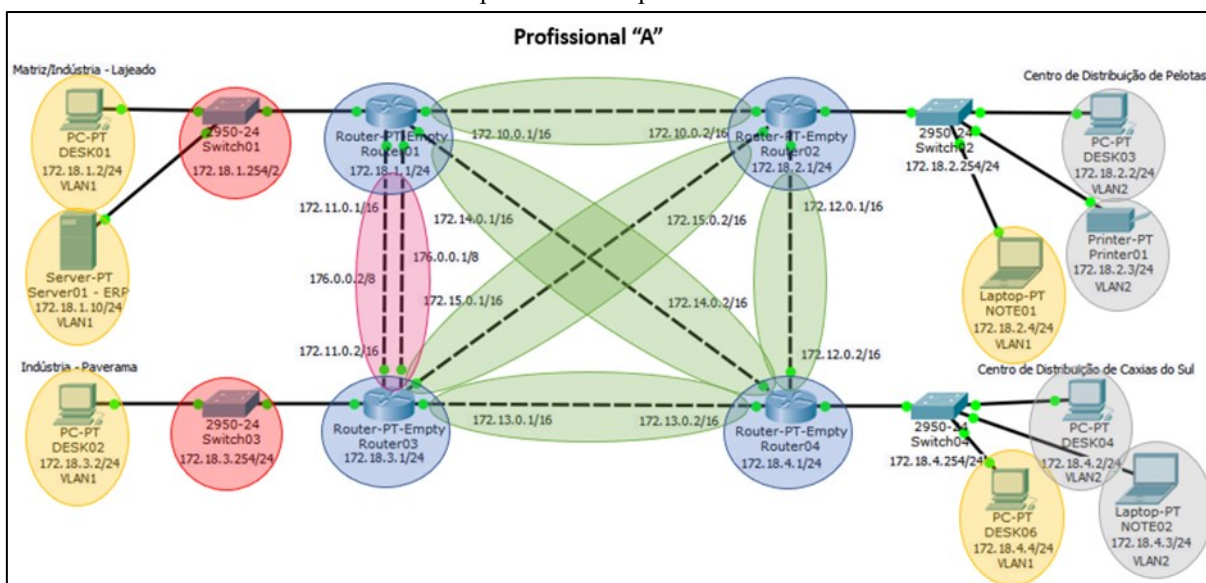 Profissional “A”
Matriz/Indústria - Lajeado
PC-PT
DESK01
172.18.1.2/24
VLAN1
2950-24
Switch01
172.18.1.254/2
Server-PT
Server01 - ERP
172.18.1.10/24
VLAN1
Router-PT-Empty
Router01
172.18.1.1/24
172.10.0.1/16
172.10.0.2/16
Router-PT-Empty
Router02
172.18.2.1/24
Centro de Distribuição de Pelotas
2950-24
Switch02
172.18.2.254/24
PC-PT
DESK03
172.18.2.2/24
VLAN2
Printer-PT
Printer01
172.18.2.3/24
VLAN2
Laptop-PT
NOTE01
172.18.2.4/24
VLAN1
172.11.0.1/16
172.14.0.1/16
172.15.0.2/16
172.12.0.1/16
176.0.0.1/8
176.0.0.2/8
172.15.0.1/16
172.14.0.2/16
172.11.0.2/16
172.12.0.2/16
Indústria - Paverama
PC-PT
DESK02
172.18.3.2/24
VLAN1
2950-24
Switch03
172.18.3.254/24
Router-PT-Empty
Router03
172.18.3.1/24
172.13.0.1/16
172.13.0.2/16
Router-PT-Empty
Router04
172.18.4.1/24
Centro de Distribuição de Caxias do Sul
2950-24
Switch04
172.18.4.254/24
PC-PT
DESK04
172.18.4.2/24
VLAN2
PC-PT
DESK06
172.18.4.4/24
VLAN1
Laptop-PT
NOTE02
172.18.4.3/24
VLAN2